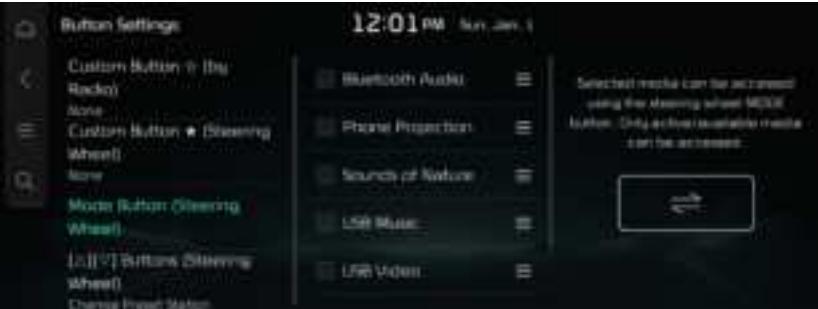 Button Settings
12:01 PM Sun, Jan. 1
Custom Button ☆ (by
Radio)
None
Custom Button ★ (Steering
Wheel)
None
Mode Button (Steering
Wheel)
[△][▽] Buttons (Steering
Wheel)
Change Preset Station
Bluetooth Audio
Phone Projection
Sounds of Nature
USB Music
USB Video
Selected media can be accessed
using the steering wheel MODE
button. Only active/available media
can be accessed.